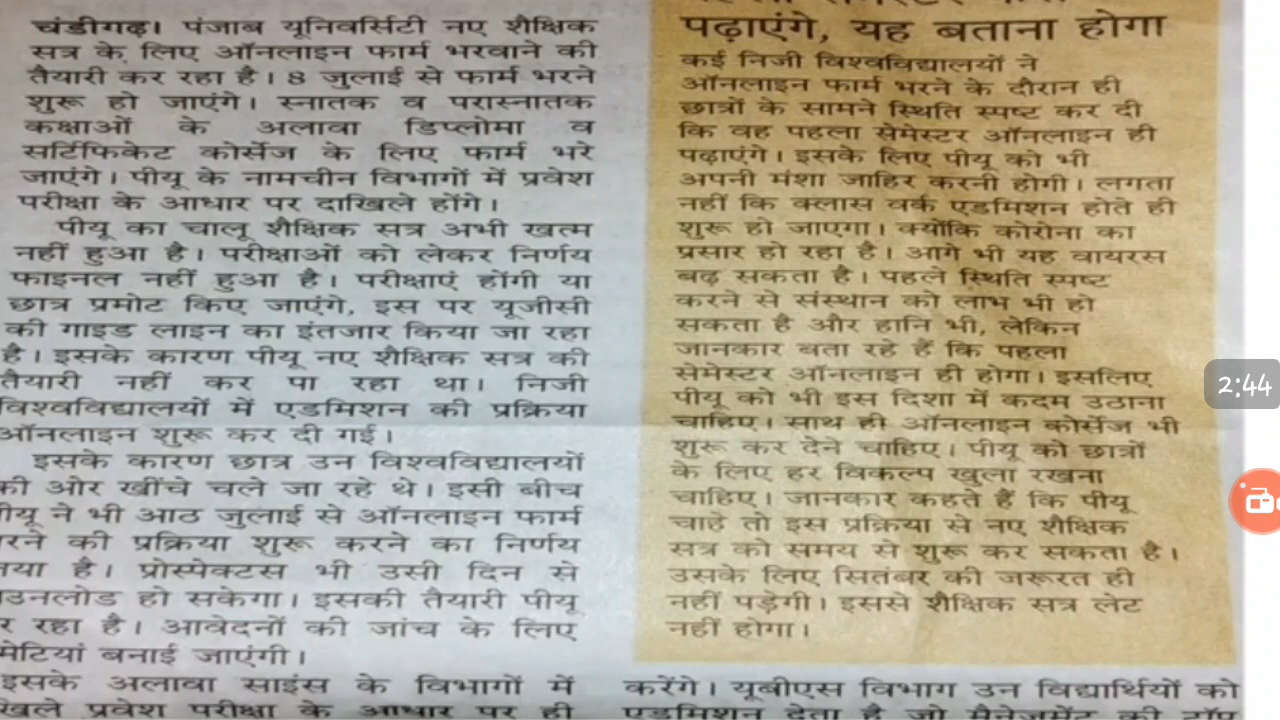 चंडीगढ़। पंजाब यूनिवर्सिटी नए शैक्षिक
सत्र के लिए ऑनलाइन फार्म भरवाने की
तैयारी कर रहा है। 8 जुलाई से फार्म भरने
शुरू हो जाएंगे। स्नातक व परास्नातक
कक्षाओं के अलावा डिप्लोमा व
सर्टिफिकेट कोर्सेज के लिए फार्म भरे
जाएंगे। पीयू के नामचीन विभागों में प्रवेश
परीक्षा के आधार पर दाखिले होंगे।
पीयू का चालू शैक्षिक सत्र अभी खत्म
नहीं हुआ है। परीक्षाओं को लेकर निर्णय
फाइनल नहीं हुआ है। परीक्षाएं होंगी या
छात्र प्रमोट किए जाएंगे, इस पर यूजीसी
की गाइड लाइन का इंतजार किया जा रहा
है। इसके कारण पीयू नए शैक्षिक सत्र की
तैयारी नहीं कर पा रहा था। निजी
विश्वविद्यालयों में एडमिशन की प्रक्रिया
ऑनलाइन शुरू कर दी गई।
इसके कारण छात्र उन विश्वविद्यालयों
की ओर खींचे चले जा रहे थे। इसी बीच
पीयू ने भी आठ जुलाई से ऑनलाइन फार्म
रने की प्रक्रिया शुरू करने का निर्णय
या है। प्रोस्पेक्टस भी उसी दिन से
उनलोड हो सकेगा। इसकी तैयारी पीयू
र रहा है। आवेदनों की जांच के लिए
मेटियां बनाई जाएंगी।
इसके अलावा साइंस के विभागों में
खिले प्रवेश परीक्षा के आधार पर ही
पढ़ाएंगे, यह बताना होगा
कई निजी विश्वविद्यालयों ने
ऑनलाइन फार्म भरने के दौरान ही
छात्रों के सामने स्थिति स्पष्ट कर दी
कि वह पहला सेमेस्टर ऑनलाइन ही
पढ़ाएंगे। इसके लिए पीयू को भी
अपनी मंशा जाहिर करनी होगी। लगता
नहीं कि क्लास वर्क एडमिशन होते ही
शुरू हो जाएगा। क्योंकि कोरोना का
प्रसार हो रहा है। आगे भी यह वायरस
बढ़ सकता है। पहले स्थिति स्पष्ट
करने से संस्थान को लाभ भी हो
सकता है और हानि भी, लेकिन
जानकार बता रहे हैं कि पहला
सेमेस्टर ऑनलाइन ही होगा। इसलिए
पीयू को भी इस दिशा में कदम उठाना
चाहिए। साथ ही ऑनलाइन कोर्सेज भी
शुरू कर देने चाहिए। पीयू को छात्रों
के लिए हर विकल्प खुला रखना
चाहिए। जानकार कहते हैं कि पीयू
चाहे तो इस प्रक्रिया से नए शैक्षिक
सत्र को समय से शुरू कर सकता है।
उसके लिए सितंबर की जरूरत ही
नहीं पड़ेगी। इससे शैक्षिक सत्र लेट
नहीं होगा।
करेंगे। यूबीएस विभाग उन विद्यार्थियों को
एडमिशन देता है जो मैनेजमेंट की
2:44